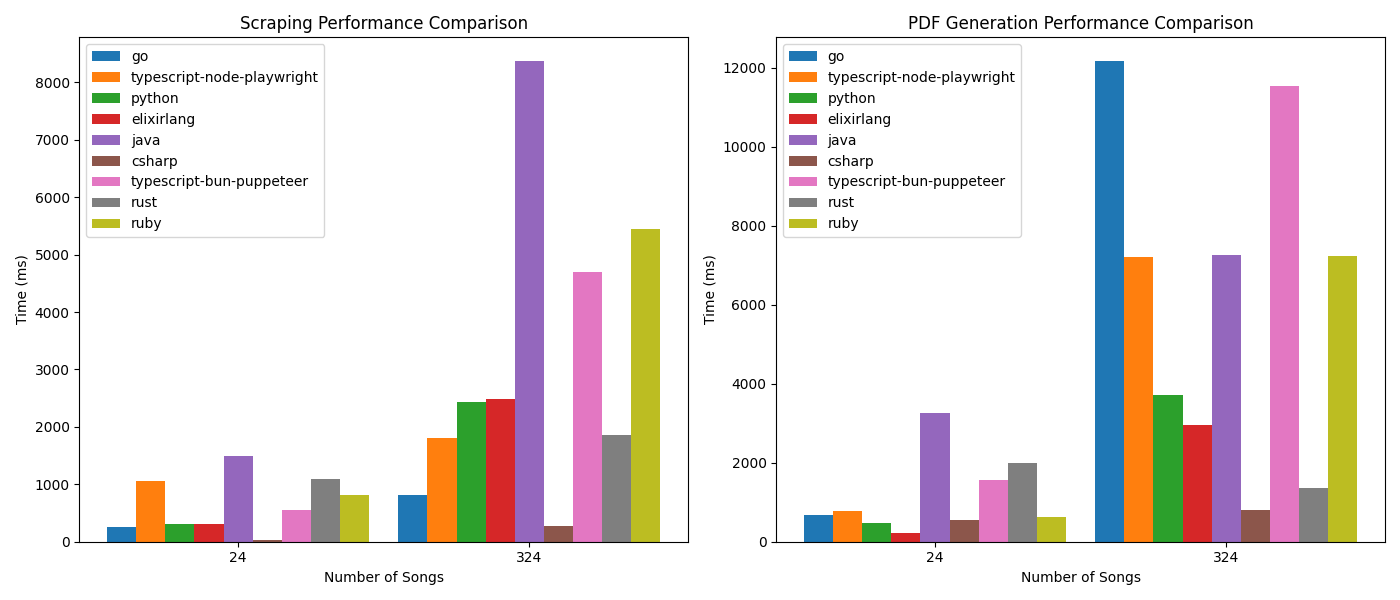 Scraping Performance Comparison
Time (ms)
8000
7000
6000
5000
4000
3000
2000
1000
0
go
typescript-node-playwright
python
elixirlang
java
csharp
typescript-bun-puppeteer
rust
ruby
24
324
Number of Songs
PDF Generation Performance Comparison
Time (ms)
12000
10000
8000
6000
4000
2000
0
go
typescript-node-playwright
python
elixirlang
java
csharp
typescript-bun-puppeteer
rust
ruby
24
324
Number of Songs